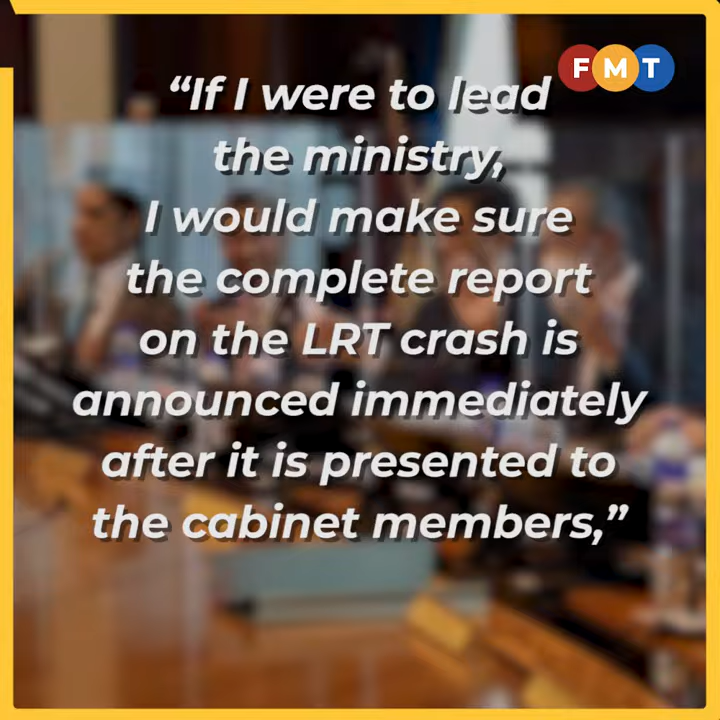 FMT
“If I were to lead
the ministry,
I would make sure
the complete report
on the LRT crash is
announced immediately
after it is presented to
the cabinet members,”